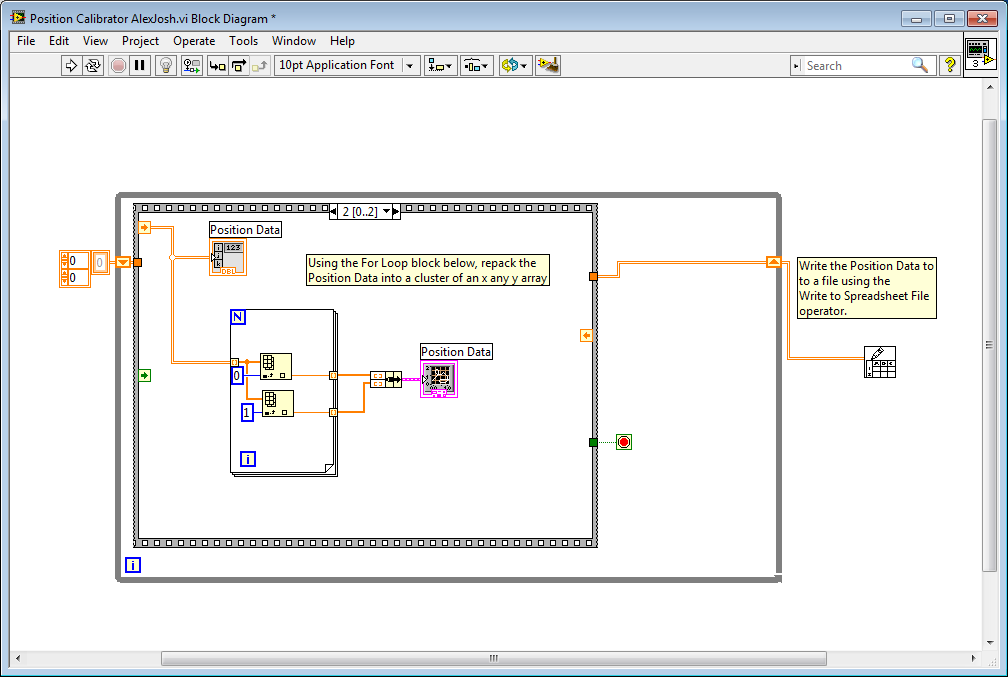 Position Calibrator AlexJosh.vi Block Diagram *
File Edit View Project Operate Tools Window Help
10pt Application Font
Search
?
3
2 [0..2]
Position Data
123
DBL
i
j
k
0
0
0
Using the For Loop block below, repack the
Position Data into a cluster of an x any y array
Write the Position Data to
to a file using the
Write to Spreadsheet File
operator.
N
Position Data
0
1
i
i